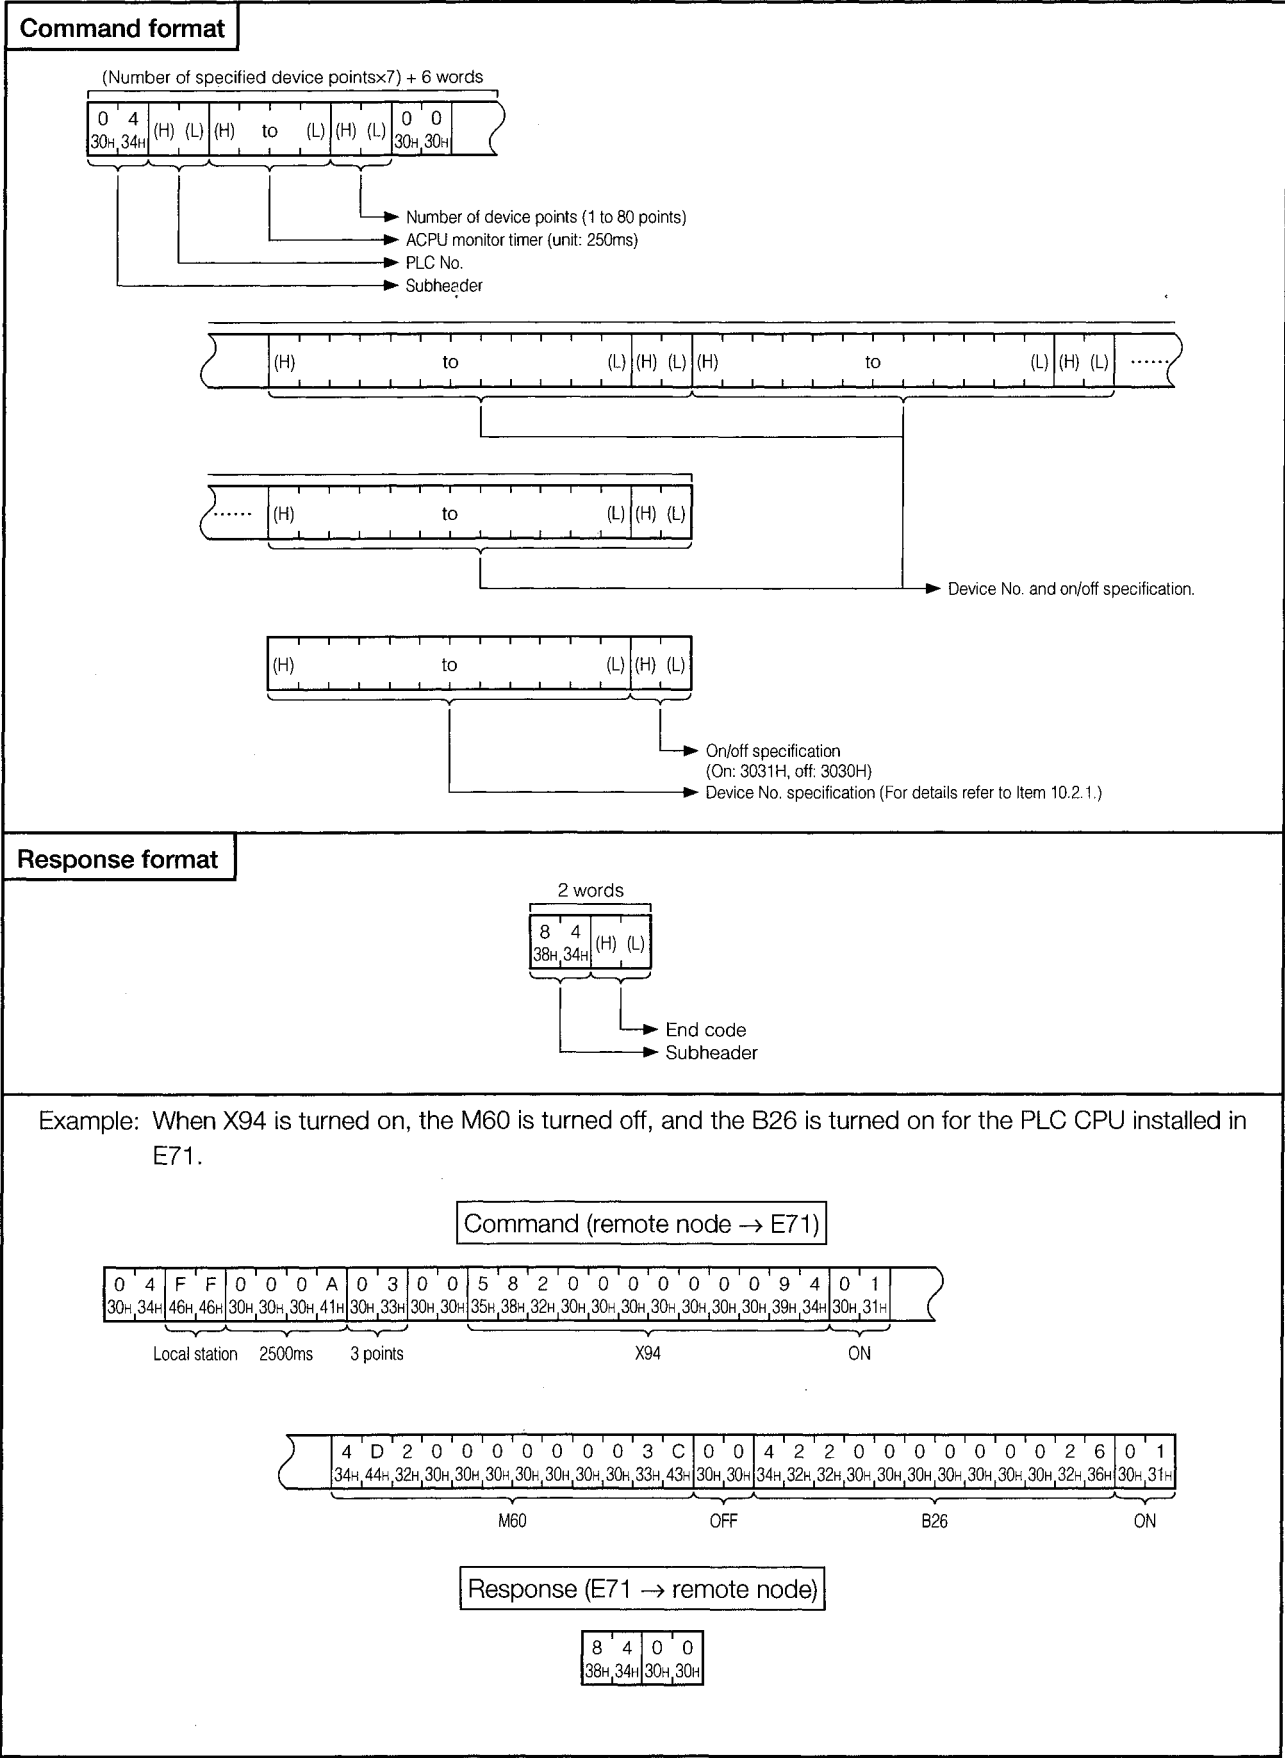 Command format
(Number of specified device points×7) + 6 words
0 4 (H) (L) (H) to (L) (H) (L) 0 0
30H 34H 30H 30H
Number of device points (1 to 80 points)
ACPU monitor timer (unit: 250ms)
PLC No.
Subheader
(H) to (L) (H) (L) (H) to (L) (H) (L) ......
...... (H) to (L) (H) (L)
Device No. and on/off specification.
(H) to (L) (H) (L)
On/off specification
(On: 3031H, off: 3030H)
Device No. specification (For details refer to Item 10.2.1.)
Response format
2 words
8 4 (H) (L)
38H 34H
End code
Subheader
Example: When X94 is turned on, the M60 is turned off, and the B26 is turned on for the PLC CPU installed in
E71.
Command (remote node → E71)
0 4 F F 0 0 0 A 0 3 0 0 5 8 2 0 0 0 0 0 0 0 9 4 0 1
30H 34H 46H 46H 30H 30H 30H 41H 30H 33H 30H 30H 35H 38H 32H 30H 30H 30H 30H 30H 30H 30H 39H 34H 30H 31H
Local station 2500ms 3 points X94 ON
4 D 2 0 0 0 0 0 0 0 3 C 0 0 4 2 2 0 0 0 0 0 0 0 2 6 0 1
34H 44H 32H 30H 30H 30H 30H 30H 30H 30H 33H 43H 30H 30H 34H 32H 32H 30H 30H 30H 30H 30H 30H 30H 32H 36H 30H 31H
M60 OFF B26 ON
Response (E71 → remote node)
8 4 0 0
38H 34H 30H 30H